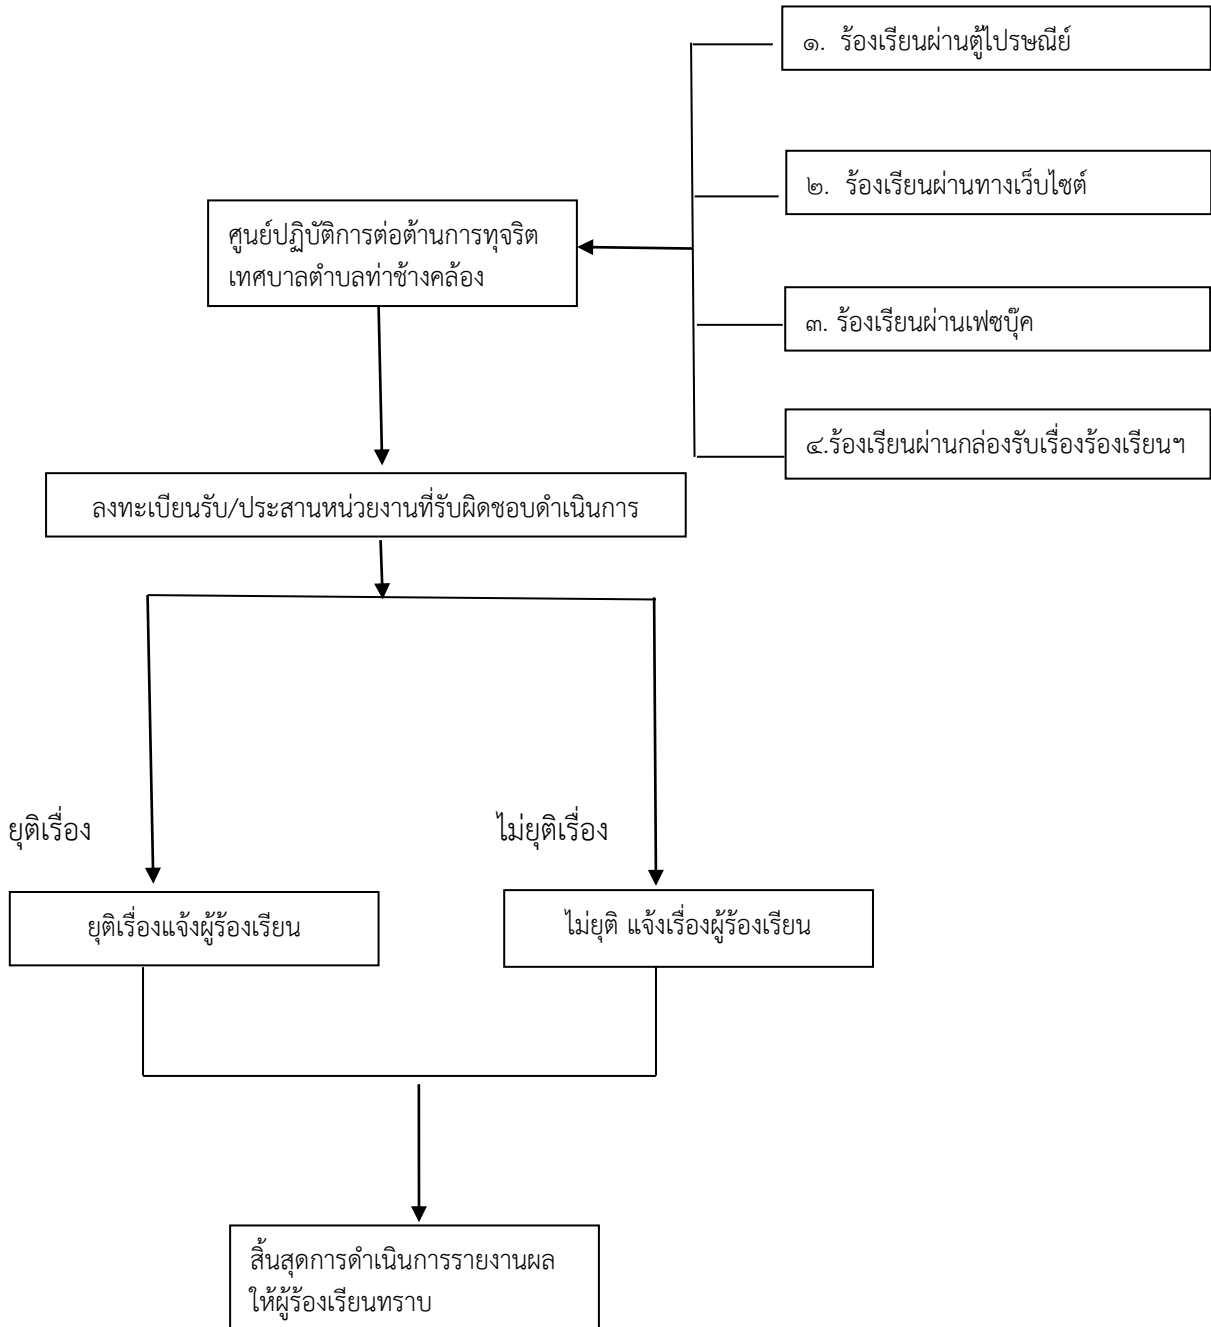 ๑. ร้องเรียนผ่านตู้ไปรษณีย์
๒. ร้องเรียนผ่านทางเว็บไซต์
ศูนย์ปฏิบัติการต่อต้านการทุจริต
เทศบาลตำบลท่าช้างคล้อง
๓. ร้องเรียนผ่านเฟซบุ๊ค
๔.ร้องเรียนผ่านกล่องรับเรื่องร้องเรียนฯ
ลงทะเบียนรับ/ประสานหน่วยงานที่รับผิดชอบดำเนินการ
ยุติเรื่อง
ไม่ยุติเรื่อง
ยุติเรื่องแจ้งผู้ร้องเรียน
ไม่ยุติ แจ้งเรื่องผู้ร้องเรียน
สิ้นสุดการดำเนินการรายงานผล
ให้ผู้ร้องเรียนทราบ